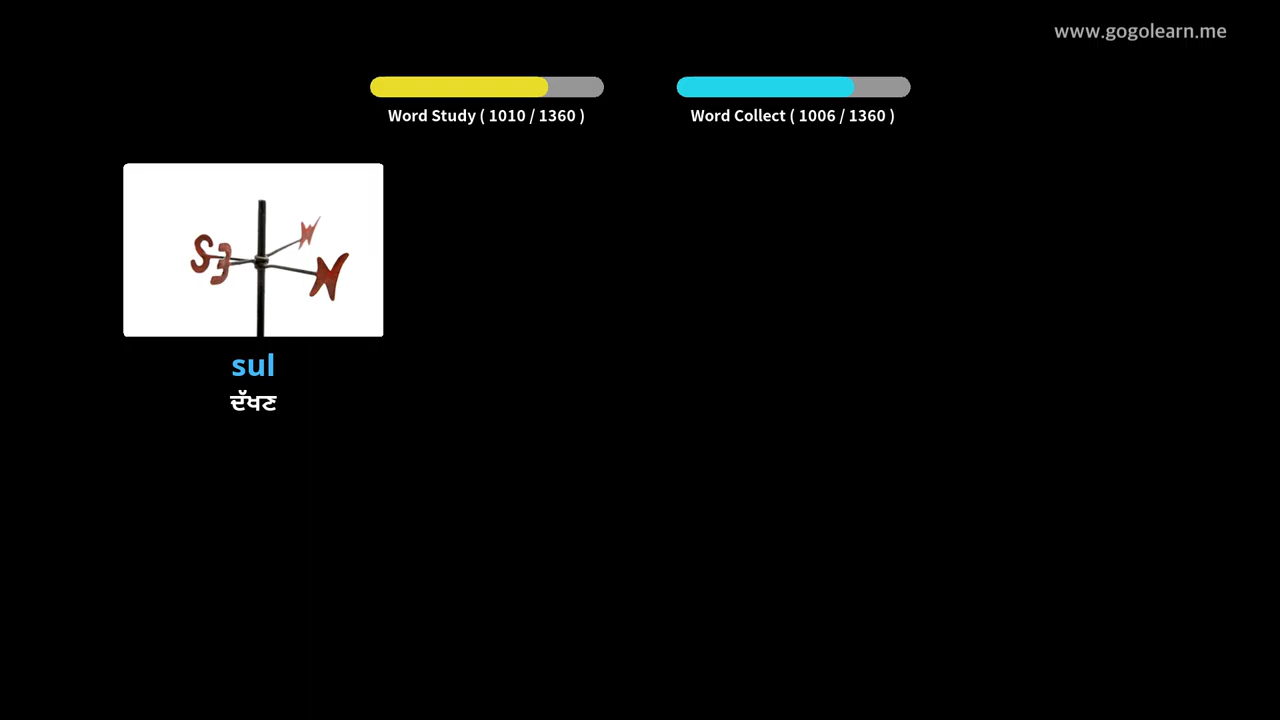 www.gogolearn.me
Word Study ( 1010 / 1360 )
Word Collect ( 1006 / 1360 )
S E N N
sul
ਦੱਖਣ